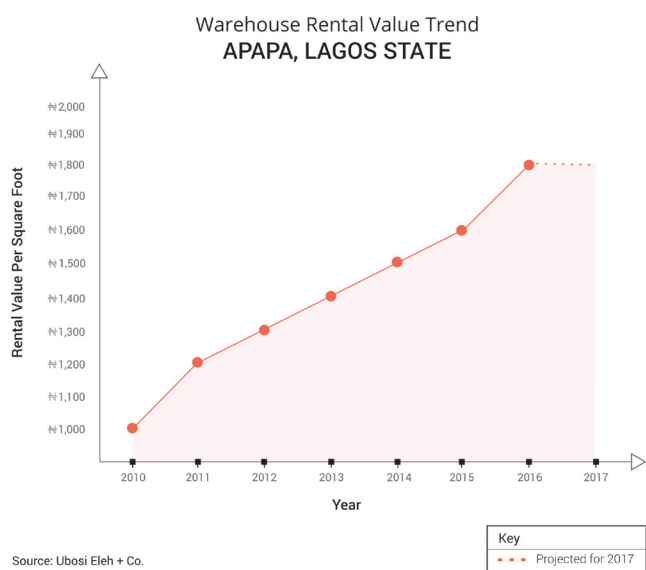 Warehouse Rental Value Trend
APAPA, LAGOS STATE
Rental Value Per Square Foot
₦2,000
₦1,900
₦1,800
₦1,700
₦1,600
₦1,500
₦1,400
₦1,300
₦1,200
₦1,100
₦1,000
2010 2011 2012 2013 2014 2015 2016 2017
Year
Key
Projected for 2017
Source: Ubosi Eleh + Co.